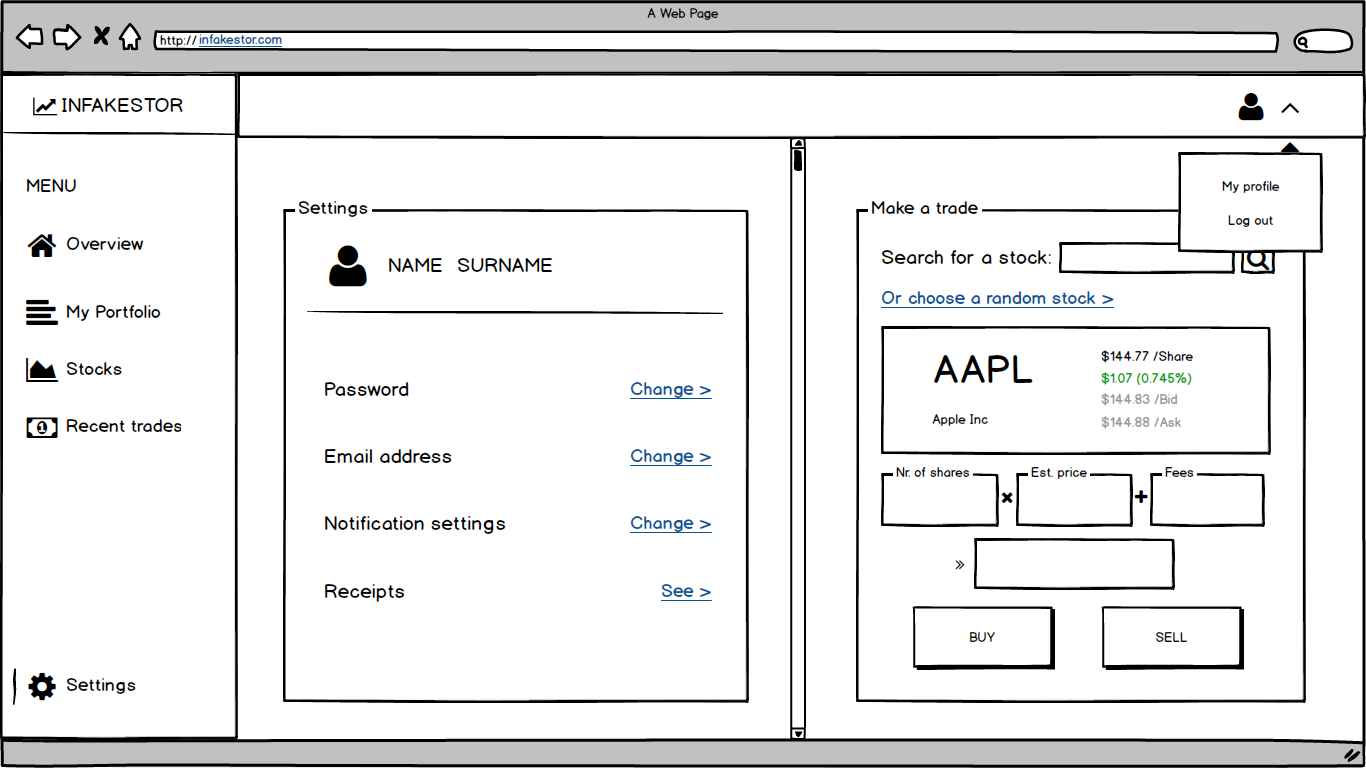 A Web Page
http://infakestor.com
INFAKESTOR
MENU
Overview
My Portfolio
Stocks
Recent trades
Settings
Settings
NAME SURNAME
Password Change >
Email address Change >
Notification settings Change >
Receipts See >
My profile
Log out
Make a trade
Search for a stock:
Or choose a random stock >
AAPL
Apple Inc
$144.77 /Share
$1.07 (0.745%)
$144.83 /Bid
$144.88 /Ask
Nr. of shares × Est. price + Fees
»
BUY
SELL